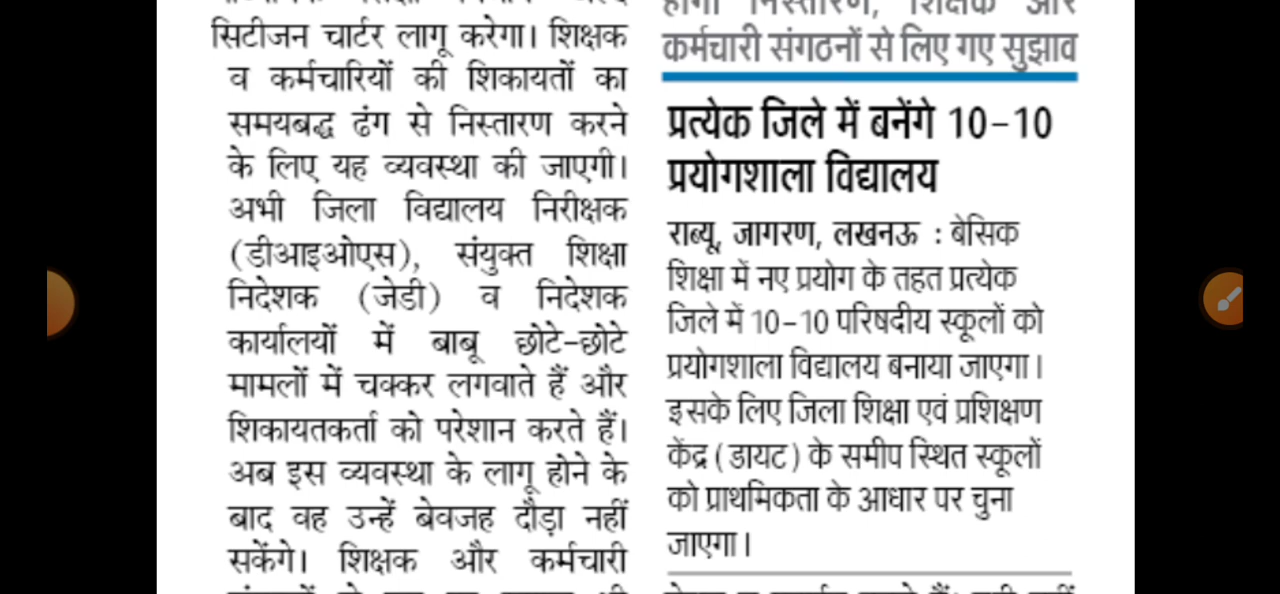 सिटीजन चार्टर लागू करेगा। शिक्षक
व कर्मचारियों की शिकायतों का
समयबद्ध ढंग से निस्तारण करने
के लिए यह व्यवस्था की जाएगी।
अभी जिला विद्यालय निरीक्षक
(डीआइओएस), संयुक्त शिक्षा
निदेशक (जेडी) व निदेशक
कार्यालयों में बाबू छोटे-छोटे
मामलों में चक्कर लगवाते हैं और
शिकायतकर्ता को परेशान करते हैं।
अब इस व्यवस्था के लागू होने के
बाद वह उन्हें बेवजह दौड़ा नहीं
सकेंगे। शिक्षक और कर्मचारी
होगा निस्तारण, शिक्षक और
कर्मचारी संगठनों से लिए गए सुझाव
प्रत्येक जिले में बनेंगे 10-10
प्रयोगशाला विद्यालय
राब्यू, जागरण, लखनऊ : बेसिक
शिक्षा में नए प्रयोग के तहत प्रत्येक
जिले में 10-10 परिषदीय स्कूलों को
प्रयोगशाला विद्यालय बनाया जाएगा।
इसके लिए जिला शिक्षा एवं प्रशिक्षण
केंद्र (डायट) के समीप स्थित स्कूलों
को प्राथमिकता के आधार पर चुना
जाएगा।